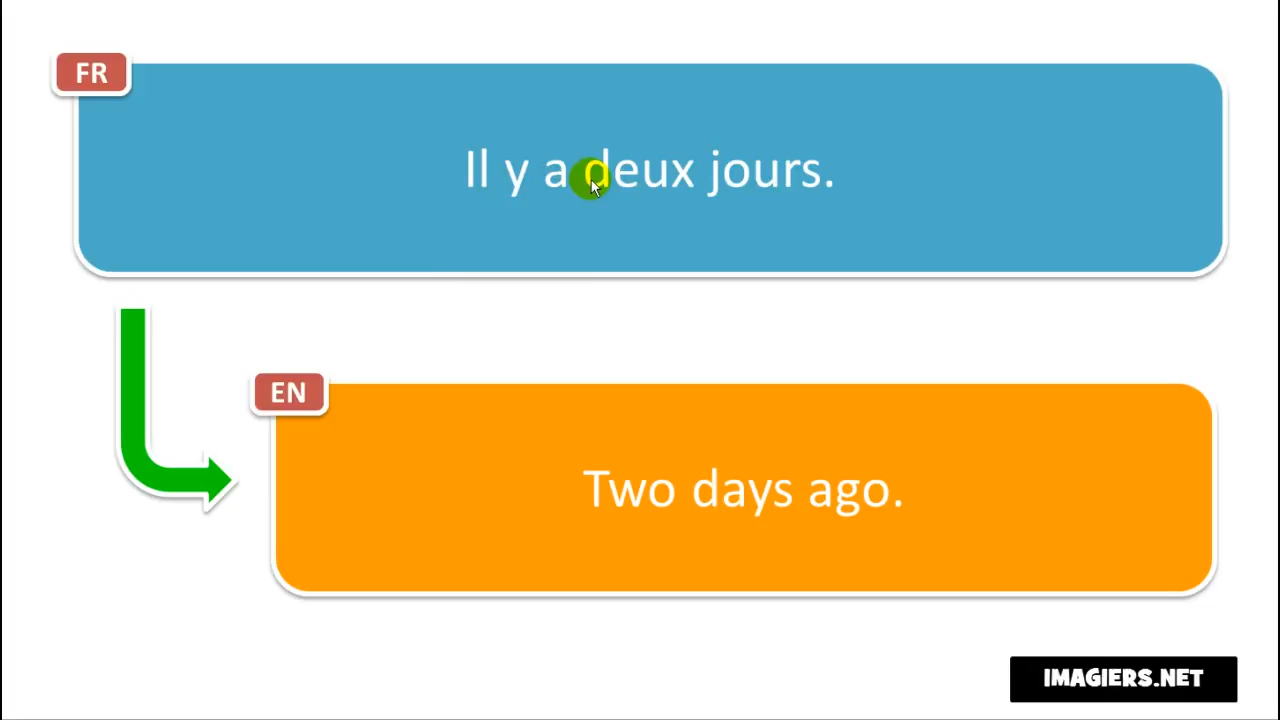 FR
Il y a deux jours.
EN
Two days ago.
IMAGIERS.NET